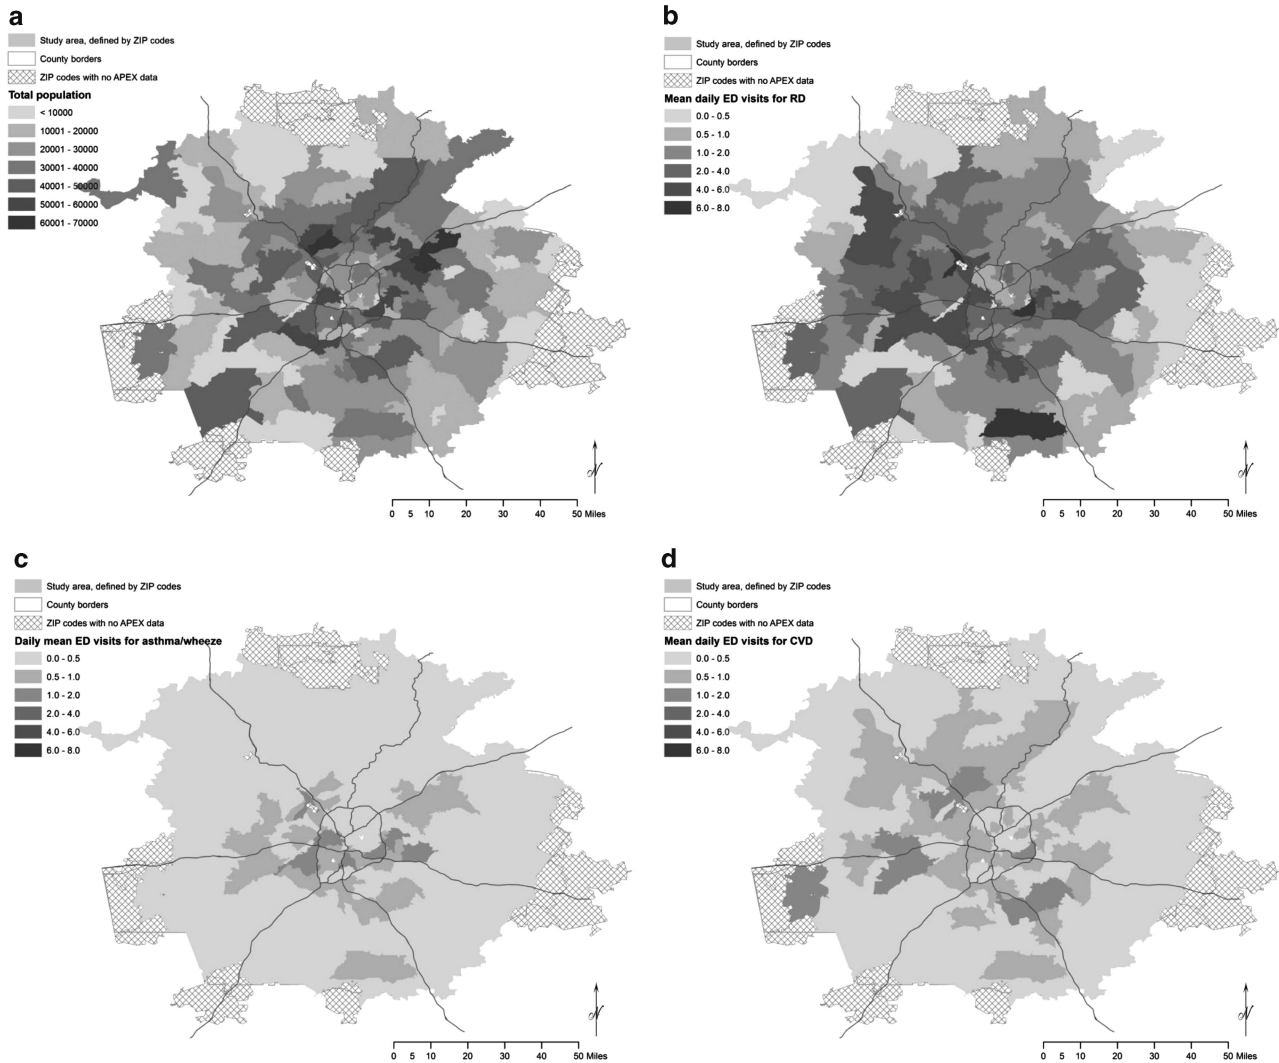 a
Study area, defined by ZIP codes
County borders
ZIP codes with no APEX data
Total population
< 10000
10001 - 20000
20001 - 30000
30001 - 40000
40001 - 50000
50001 - 60000
60001 - 70000
N
0 5 10 20 30 40 50 Miles
b
Study area, defined by ZIP codes
County borders
ZIP codes with no APEX data
Mean daily ED visits for RD
0.0 - 0.5
0.5 - 1.0
1.0 - 2.0
2.0 - 4.0
4.0 - 6.0
6.0 - 8.0
N
0 5 10 20 30 40 50 Miles
c
Study area, defined by ZIP codes
County borders
ZIP codes with no APEX data
Daily mean ED visits for asthma/wheeze
0.0 - 0.5
0.5 - 1.0
1.0 - 2.0
2.0 - 4.0
4.0 - 6.0
6.0 - 8.0
N
0 5 10 20 30 40 50 Miles
d
Study area, defined by ZIP codes
County borders
ZIP codes with no APEX data
Mean daily ED visits for CVD
0.0 - 0.5
0.5 - 1.0
1.0 - 2.0
2.0 - 4.0
4.0 - 6.0
6.0 - 8.0
N
0 5 10 20 30 40 50 Miles